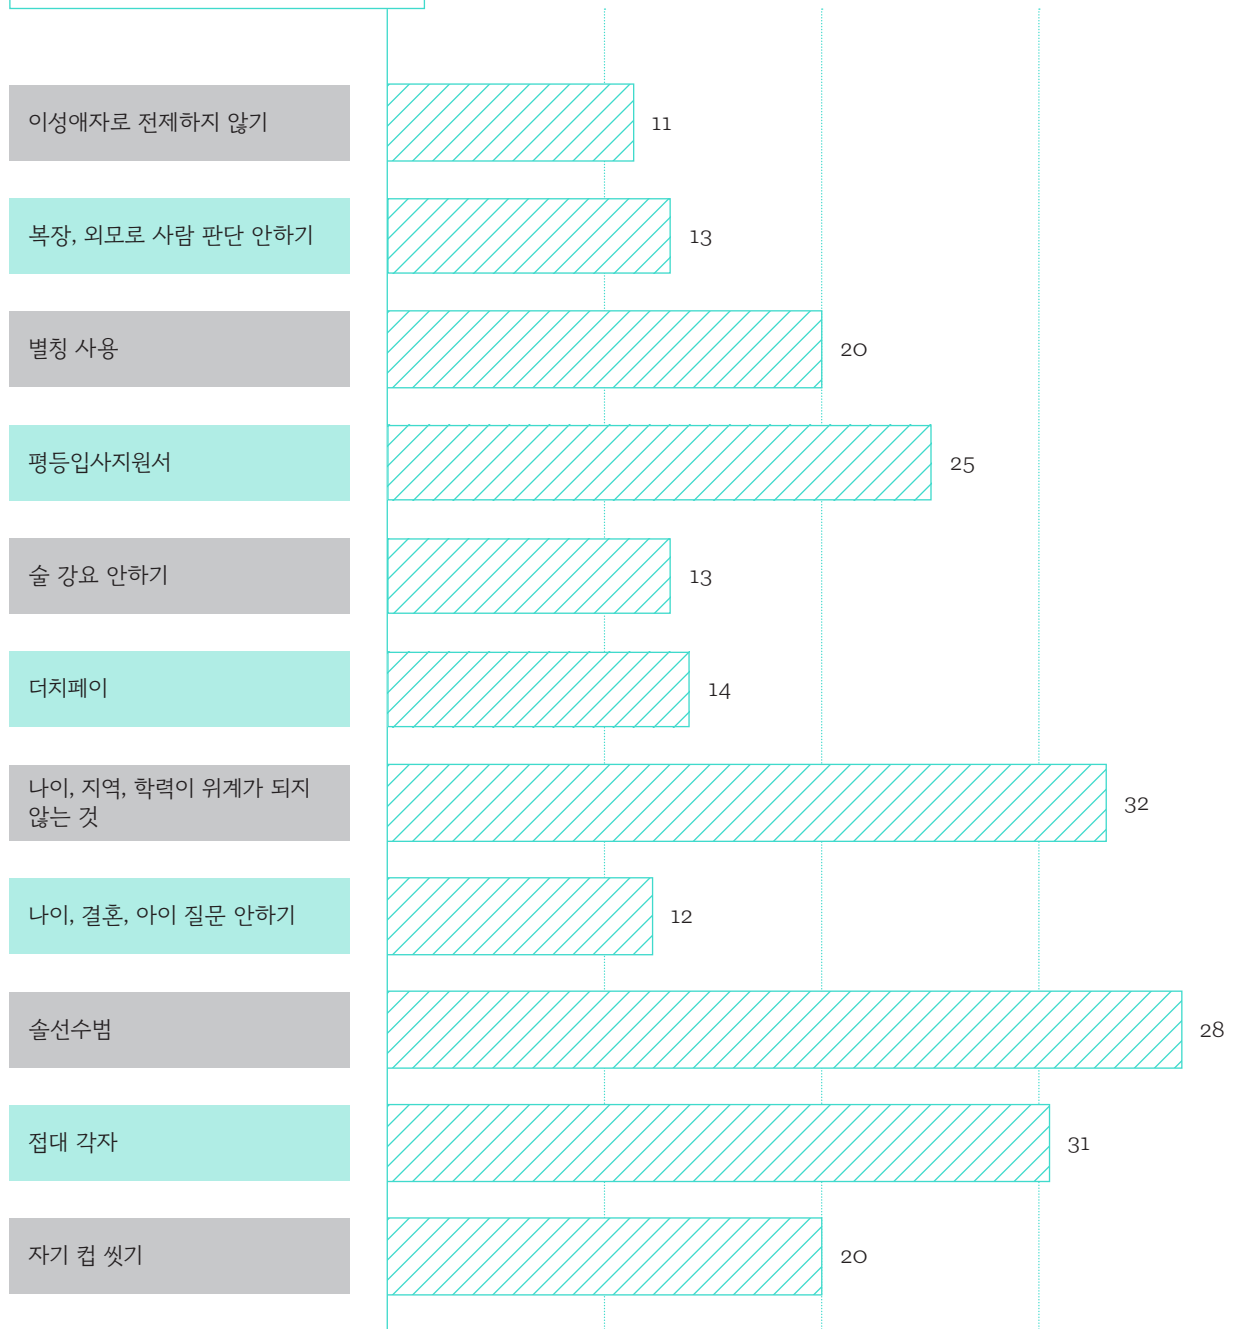 이성애자로 전제하지 않기
11
복장, 외모로 사람 판단 안하기
13
별칭 사용
20
평등입사지원서
25
술 강요 안하기
13
더치페이
14
나이, 지역, 학력이 위계가 되지
않는 것
32
나이, 결혼, 아이 질문 안하기
12
솔선수범
28
접대 각자
31
자기 컵 씻기
20